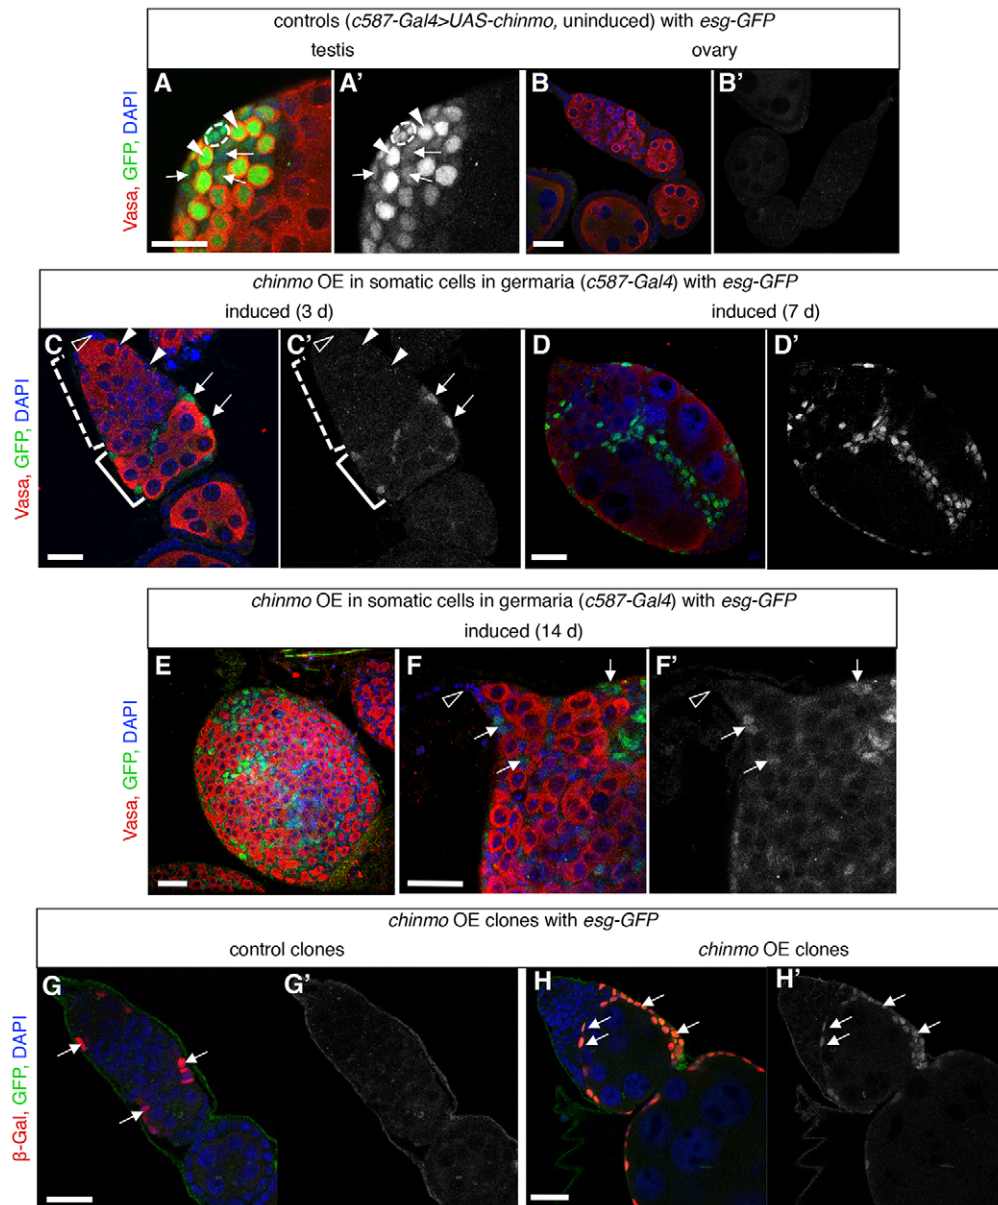 controls (c587-Gal4>UAS-chinmo, uninduced) with esg-GFP
testis ovary
Vasa, GFP, DAPI
A A’ B B’
chinmo OE in somatic cells in germaria (c587-Gal4) with esg-GFP
induced (3 d) induced (7 d)
Vasa, GFP, DAPI
C C’ D D’
chinmo OE in somatic cells in germaria (c587-Gal4) with esg-GFP
induced (14 d)
Vasa, GFP, DAPI
E F F’
chinmo OE clones with esg-GFP
control clones chinmo OE clones
β-Gal, GFP, DAPI
G G’ H H’